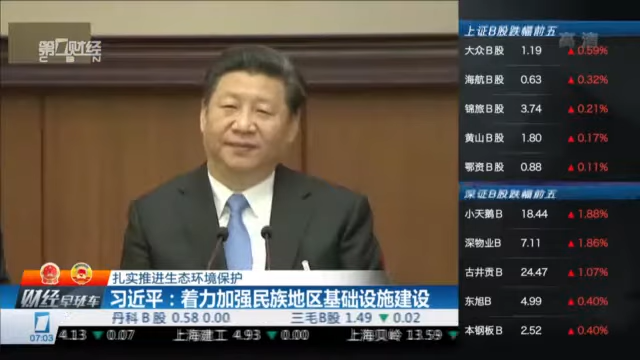 第一财经
CBN
高清
上证B股跌幅前五
大众B股 1.19 ▲ 0.59%
海航B股 0.63 ▲ 0.32%
锦旅B股 3.74 ▲ 0.21%
黄山B股 1.80 ▲ 0.17%
鄂资B股 0.88 ▲ 0.11%
深证B股跌幅前五
小天鹅B 18.44 ▲ 1.88%
深物业B 7.11 ▲ 1.86%
古井贡B 24.47 ▲ 1.07%
东旭B 4.99 ▲ 0.40%
本钢板B 2.52 ▲ 0.40%
扎实推进生态环境保护
财经早班车
习近平：着力加强民族地区基础设施建设
丹科B股 0.58 0.00 三毛B股 1.49 ▼ 0.02
07:03
4.13 ▼ 0.07 上海建工 4.93 ▼ 0.00 上海贝岭 13.59